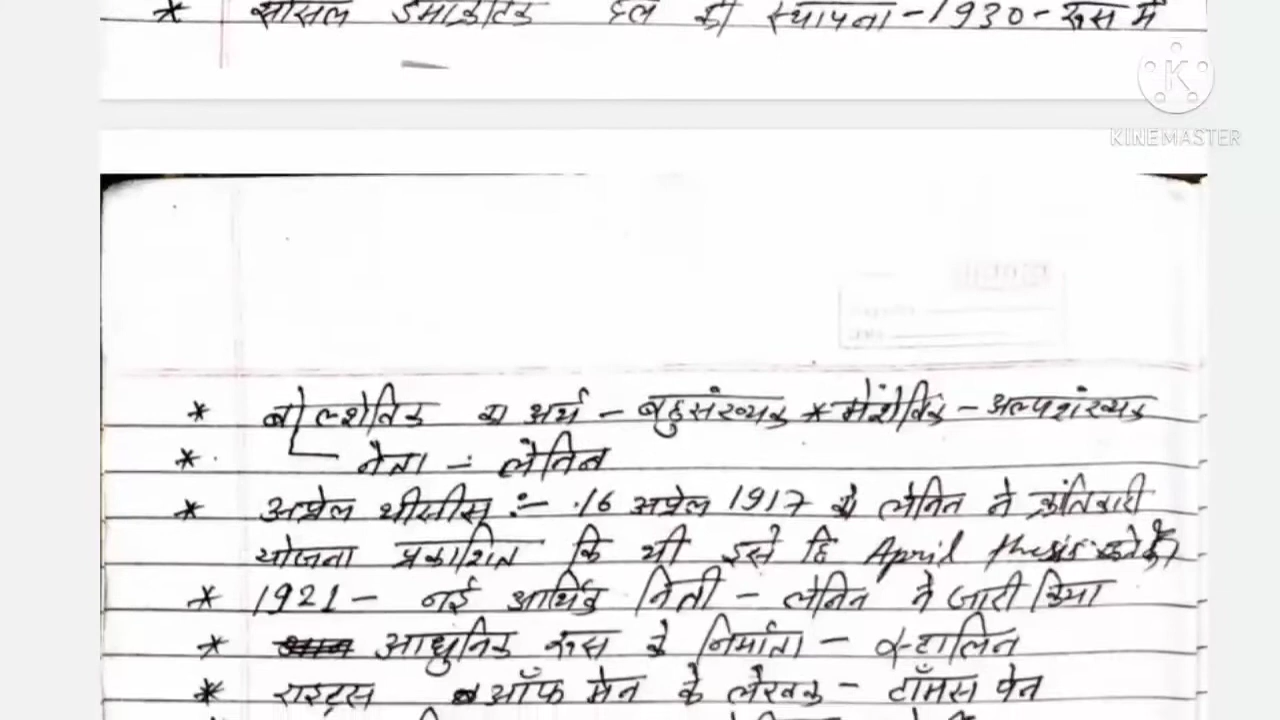 * सोसल डेमोक्रेटिक दल की स्थापना - 1930 - रूस में
KINEMASTER
* बोल्शेविक का अर्थ - बहुसंख्यक * मेंशेविक - अल्पसंख्यक
* नेता - लेनिन
* अप्रेल थीसीस :- 16 अप्रेल 1917 को लेनिन ने क्रांतिकारी
योजना प्रकाशित कि थी इसे हि April thesis कहते हैं
* 1921 - नई आर्थिक निती - लेनिन ने जारी किया
* आधुनिक रूस के निर्माता - स्टालिन
* राइट्स ऑफ मेन के लेखक - टॉमस पेन